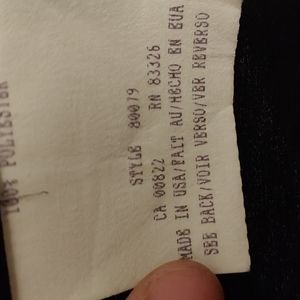 100% POLYESTER
STYLE 80079
CA 00822 RN 83326
MADE IN USA/FAIT AU/HECHO EN EUA
SEE BACK/VOIR VERSO/VER REVERSO